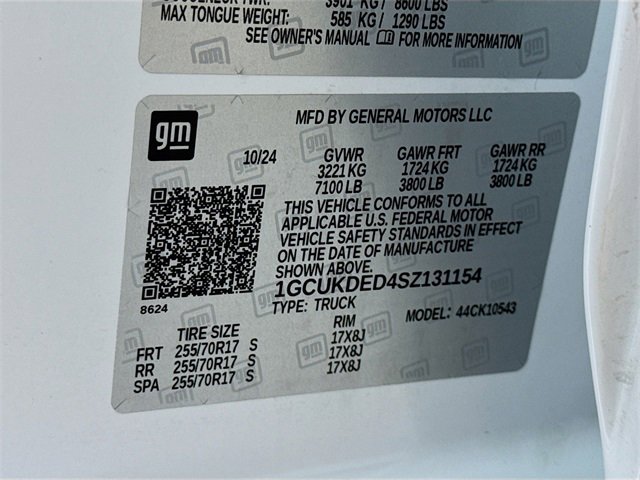 3901 KG / 8600 LBS
MAX TONGUE WEIGHT: 585 KG / 1290 LBS
SEE OWNER'S MANUAL FOR MORE INFORMATION
gm
MFD BY GENERAL MOTORS LLC
10/24 GVWR GAWR FRT GAWR RR
3221 KG 1724 KG 1724 KG
7100 LB 3800 LB 3800 LB
THIS VEHICLE CONFORMS TO ALL
APPLICABLE U.S. FEDERAL MOTOR
VEHICLE SAFETY STANDARDS IN EFFECT
ON THE DATE OF MANUFACTURE
SHOWN ABOVE.
1GCUKDED4SZ131154
8624
TYPE: TRUCK MODEL: 44CK10543
TIRE SIZE RIM
FRT 255/70R17 S 17X8J
RR 255/70R17 S 17X8J
SPA 255/70R17 S 17X8J